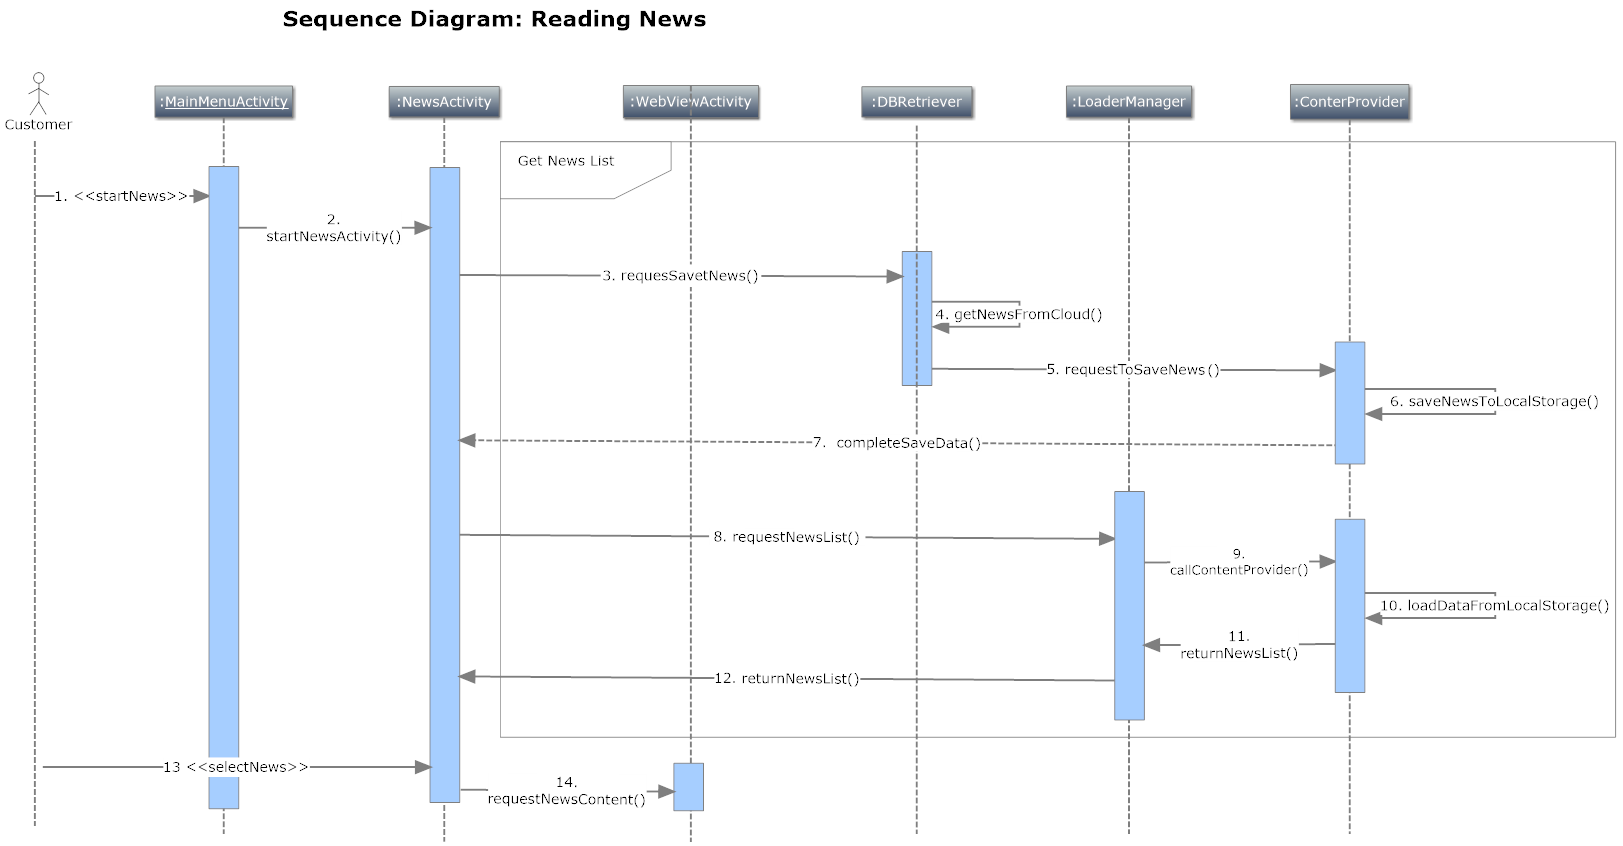 Sequence Diagram: Reading News
Customer
:MainMenuActivity
:NewsActivity
:WebViewActivity
:DBRetriever
:LoaderManager
:ConterProvider
Get News List
1. <<startNews>>
2.
startNewsActivity()
3. requesSavetNews()
4. getNewsFromCloud()
5. requestToSaveNews()
6. saveNewsToLocalStorage()
7. completeSaveData()
8. requestNewsList()
9.
callContentProvider()
10. loadDataFromLocalStorage()
11.
returnNewsList()
12. returnNewsList()
13 <<selectNews>>
14.
requestNewsContent()